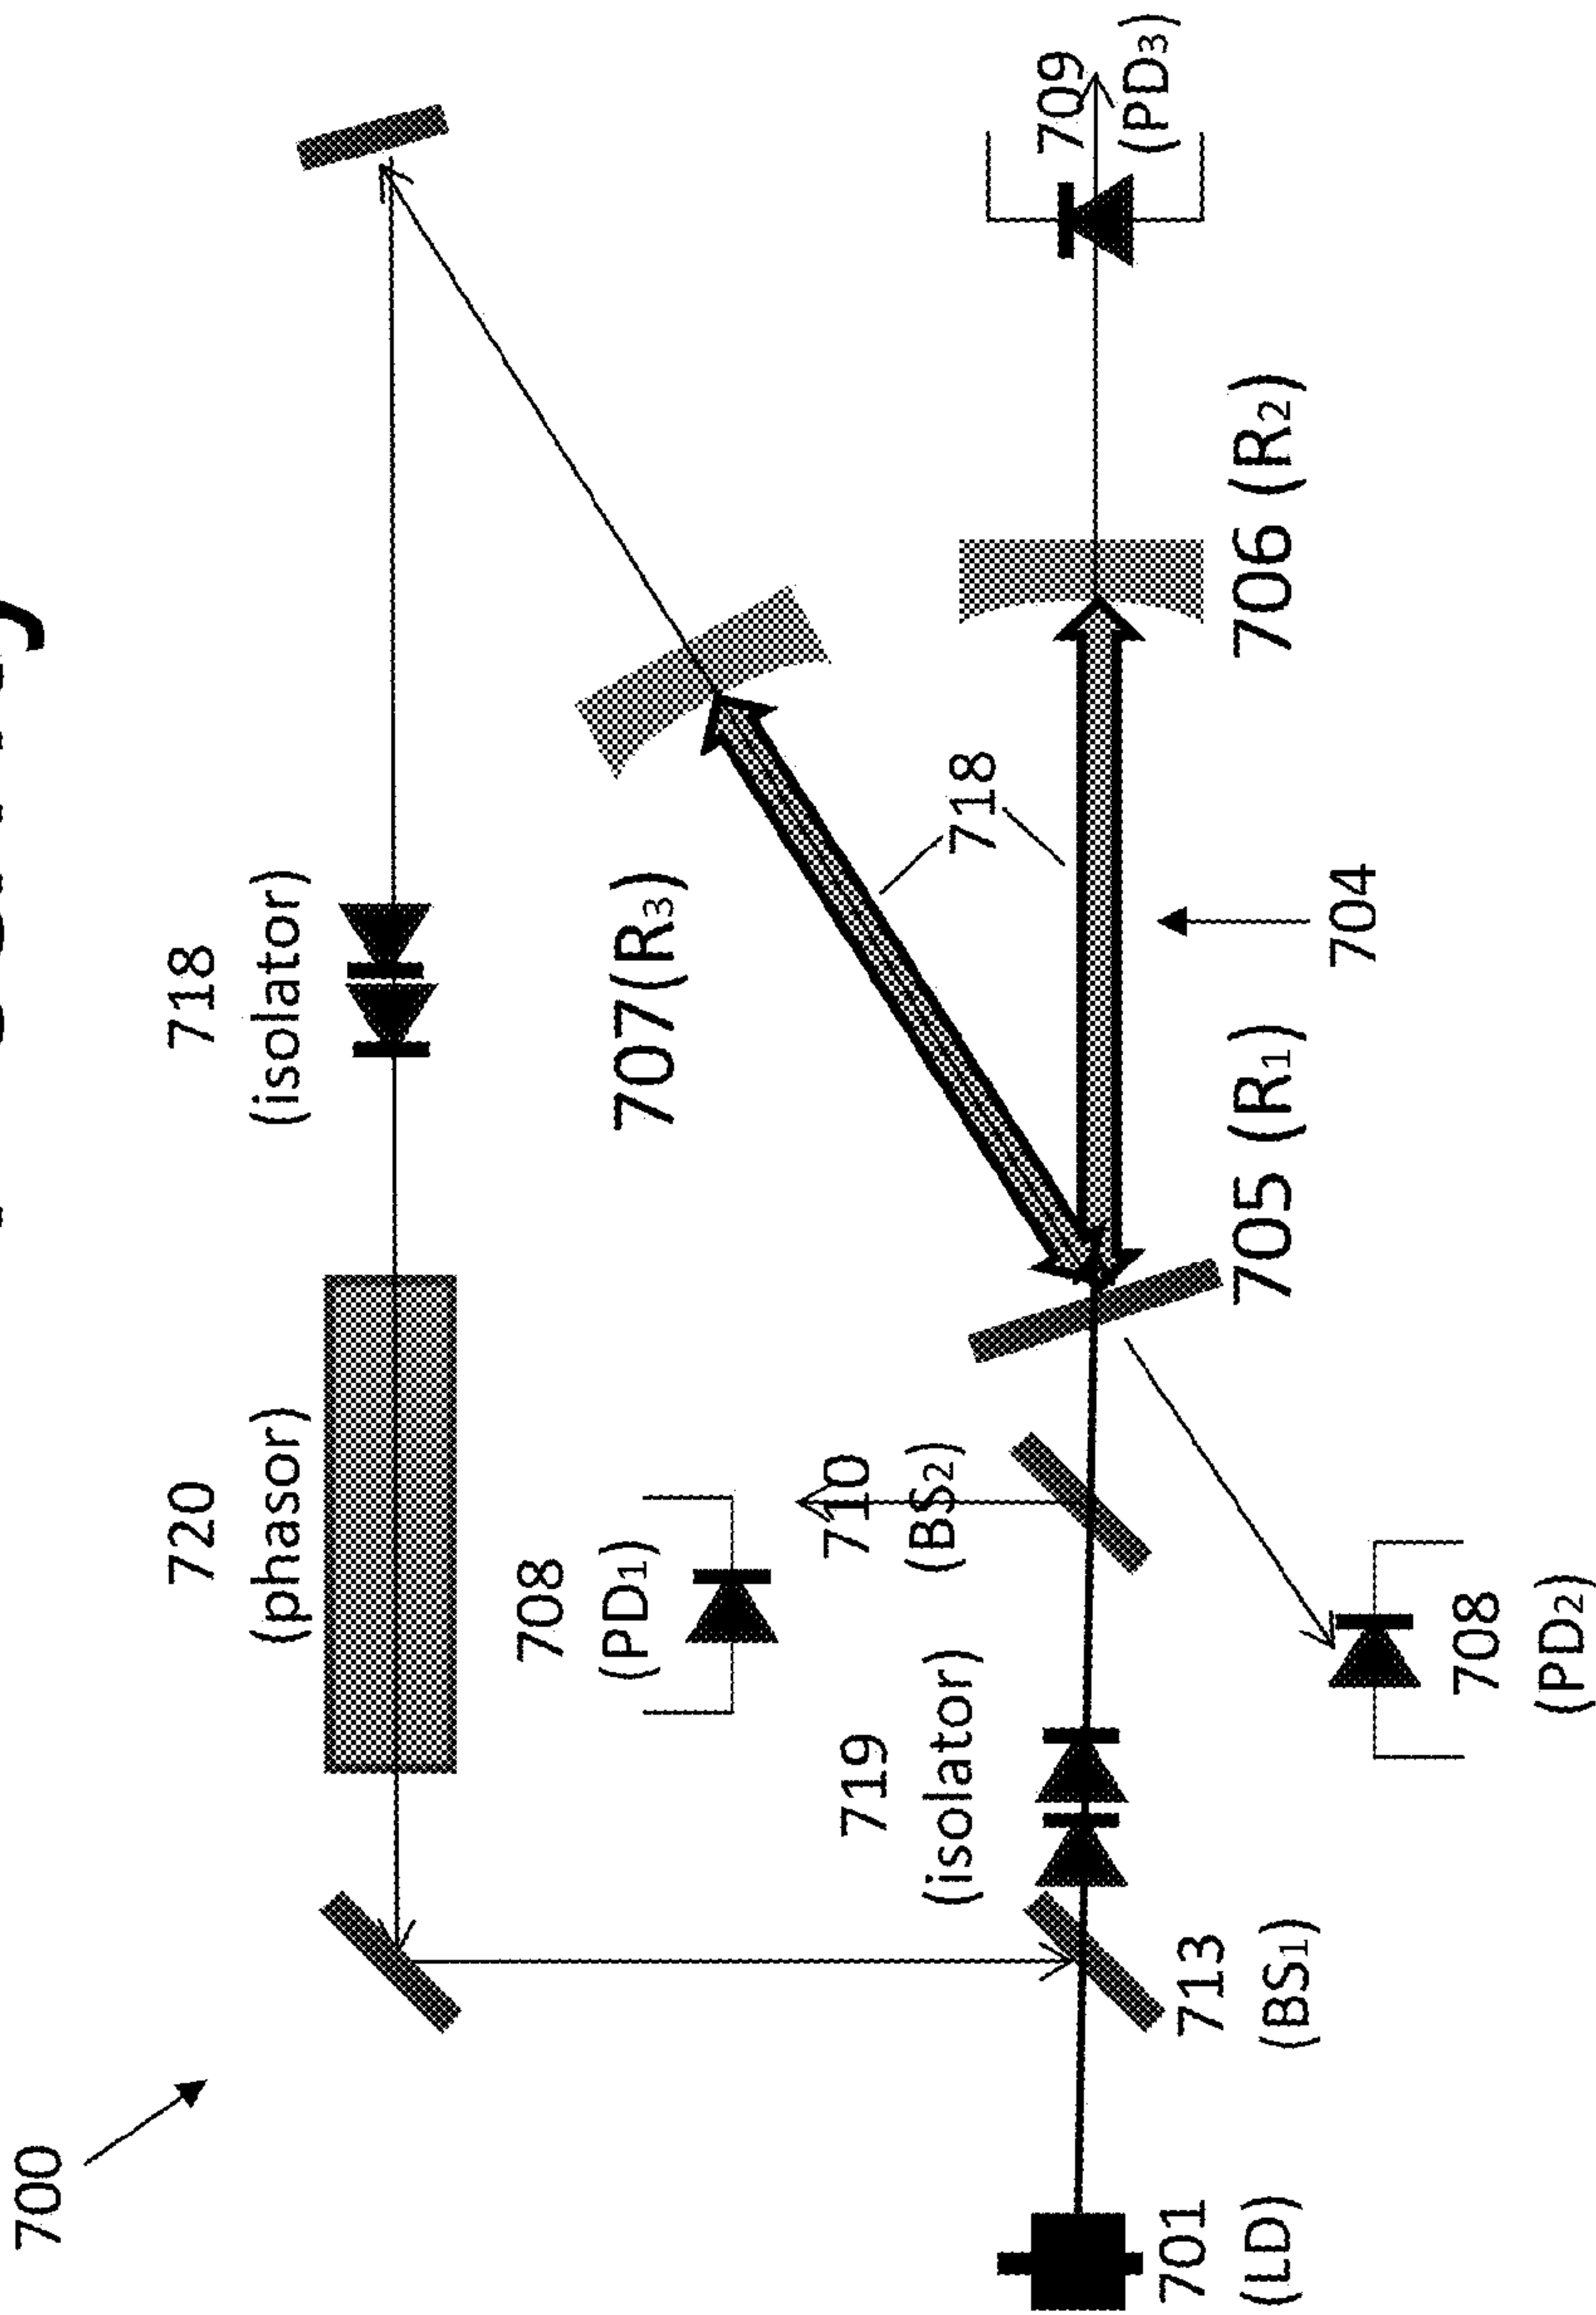 700
720
(phasor)
718
(isolator)
708
(PD₁)
707(R₃)
719
(isolator)
710
(BS₂)
718
709
(PD₃)
701
(LD)
713
(BS₁)
705 (R₁)
706 (R₂)
704
708
(PD₂)